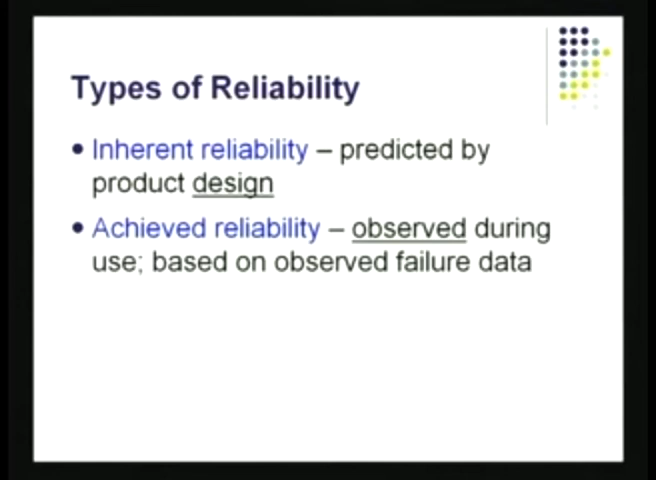 Types of Reliability
● Inherent reliability – predicted by
product design
● Achieved reliability – observed during
use; based on observed failure data